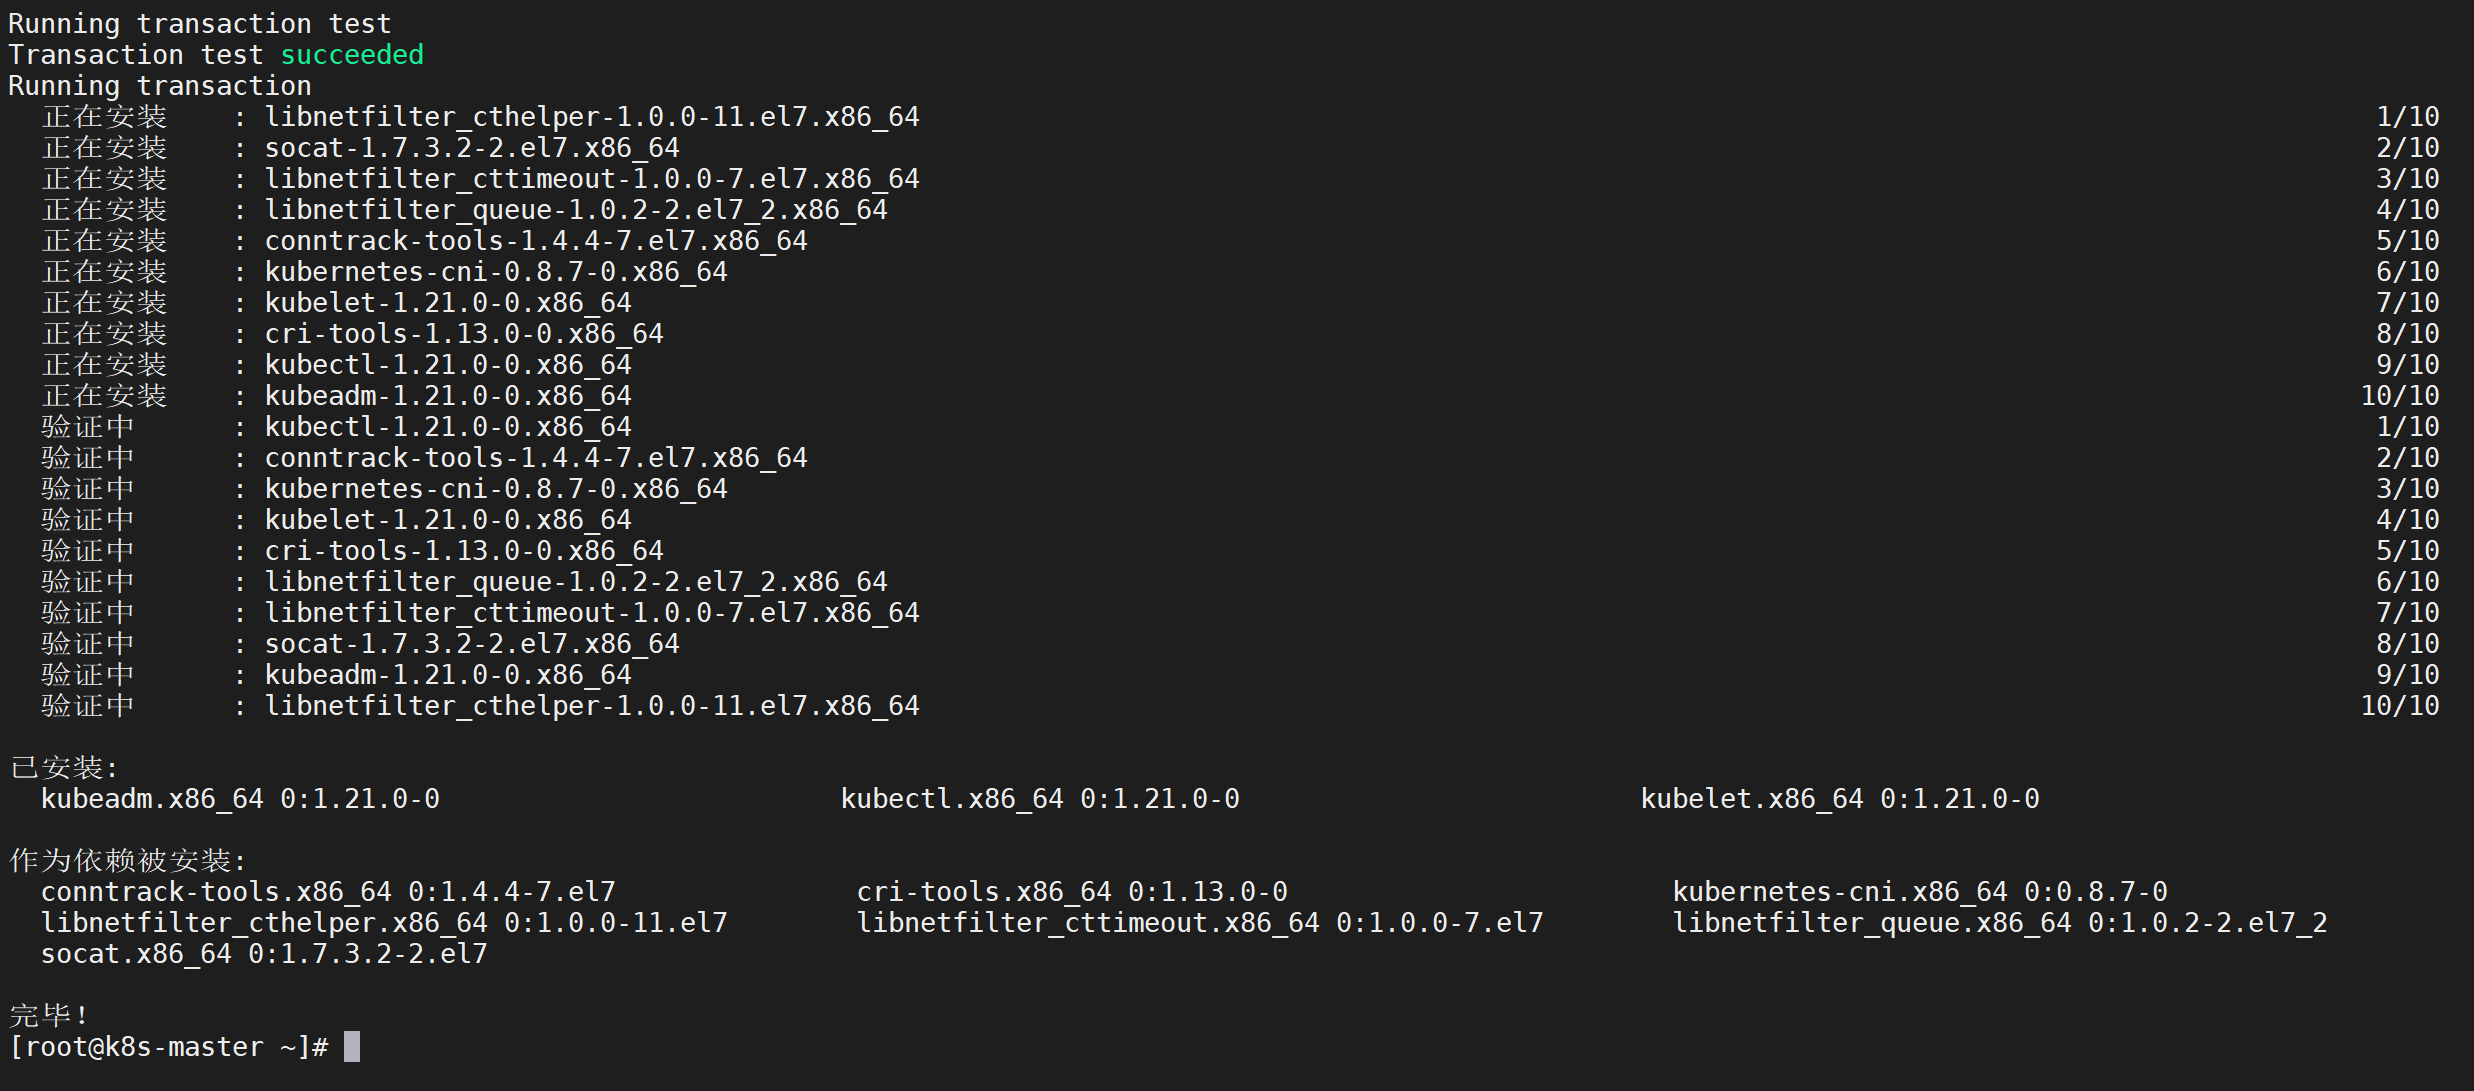 Running transaction test
Transaction test succeeded
Running transaction
  正在安装    : libnetfilter_cthelper-1.0.0-11.el7.x86_64    1/10
  正在安装    : socat-1.7.3.2-2.el7.x86_64    2/10
  正在安装    : libnetfilter_cttimeout-1.0.0-7.el7.x86_64    3/10
  正在安装    : libnetfilter_queue-1.0.2-2.el7_2.x86_64    4/10
  正在安装    : conntrack-tools-1.4.4-7.el7.x86_64    5/10
  正在安装    : kubernetes-cni-0.8.7-0.x86_64    6/10
  正在安装    : kubelet-1.21.0-0.x86_64    7/10
  正在安装    : cri-tools-1.13.0-0.x86_64    8/10
  正在安装    : kubectl-1.21.0-0.x86_64    9/10
  正在安装    : kubeadm-1.21.0-0.x86_64    10/10
  验证中      : kubectl-1.21.0-0.x86_64    1/10
  验证中      : conntrack-tools-1.4.4-7.el7.x86_64    2/10
  验证中      : kubernetes-cni-0.8.7-0.x86_64    3/10
  验证中      : kubelet-1.21.0-0.x86_64    4/10
  验证中      : cri-tools-1.13.0-0.x86_64    5/10
  验证中      : libnetfilter_queue-1.0.2-2.el7_2.x86_64    6/10
  验证中      : libnetfilter_cttimeout-1.0.0-7.el7.x86_64    7/10
  验证中      : socat-1.7.3.2-2.el7.x86_64    8/10
  验证中      : kubeadm-1.21.0-0.x86_64    9/10
  验证中      : libnetfilter_cthelper-1.0.0-11.el7.x86_64    10/10
已安装:
  kubeadm.x86_64 0:1.21.0-0    kubectl.x86_64 0:1.21.0-0    kubelet.x86_64 0:1.21.0-0
作为依赖被安装:
  conntrack-tools.x86_64 0:1.4.4-7.el7    cri-tools.x86_64 0:1.13.0-0    kubernetes-cni.x86_64 0:0.8.7-0
  libnetfilter_cthelper.x86_64 0:1.0.0-11.el7    libnetfilter_cttimeout.x86_64 0:1.0.0-7.el7    libnetfilter_queue.x86_64 0:1.0.2-2.el7_2
  socat.x86_64 0:1.7.3.2-2.el7
完毕！
[root@k8s-master ~]#